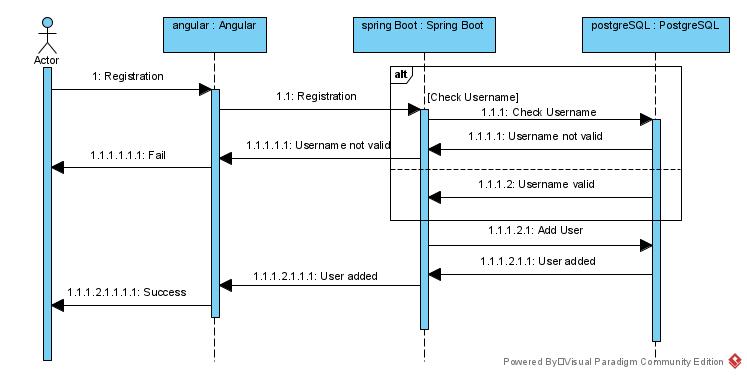 angular : Angular
spring Boot : Spring Boot
postgreSQL : PostgreSQL
Actor
alt
1: Registration
1.1: Registration
[Check Username]
1.1.1: Check Username
1.1.1.1: Username not valid
1.1.1.1.1: Username not valid
1.1.1.1.1.1: Fail
1.1.1.2: Username valid
1.1.1.2.1: Add User
1.1.1.2.1.1: User added
1.1.1.2.1.1.1: User added
1.1.1.2.1.1.1.1: Success
Powered By Visual Paradigm Community Edition